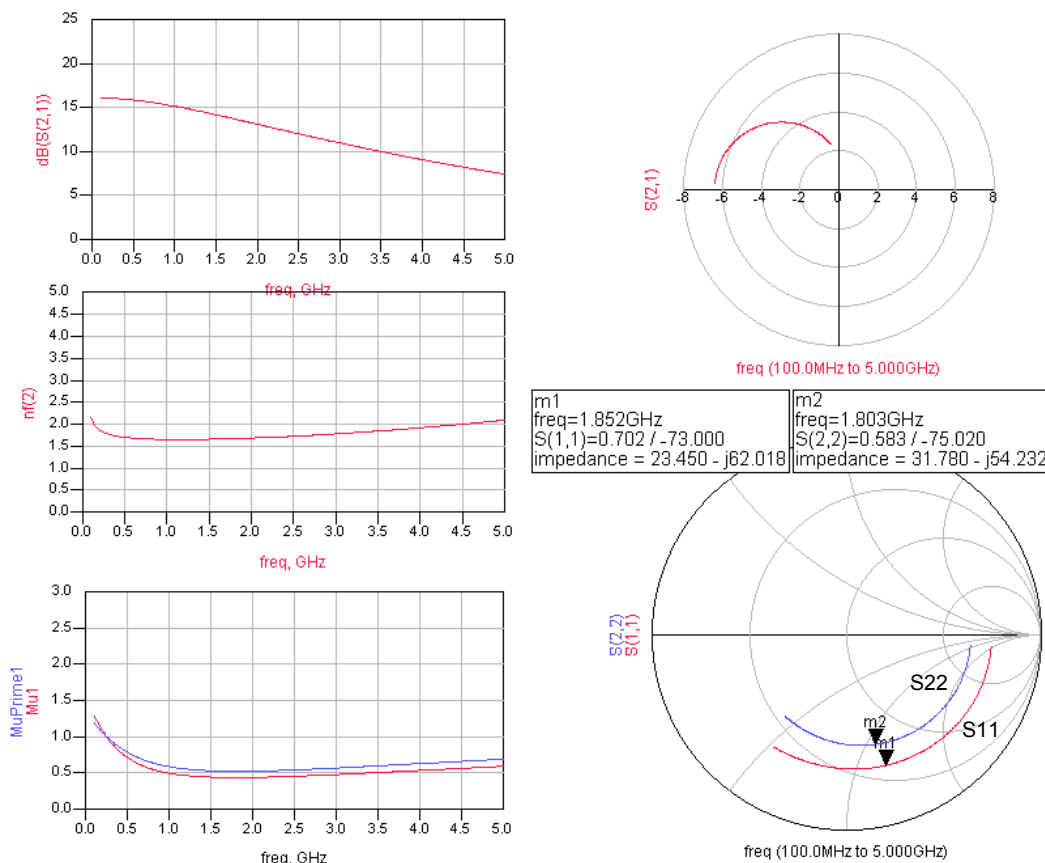 25
20
15
10
5
0
dB(S(2,1))
0.0 0.5 1.0 1.5 2.0 2.5 3.0 3.5 4.0 4.5 5.0
freq, GHz
S(2,1)
-8 -6 -4 -2 0 2 4 6 8
freq (100.0MHz to 5.000GHz)
5.0
4.5
4.0
3.5
3.0
2.5
2.0
1.5
1.0
0.5
0.0
nf(2)
0.0 0.5 1.0 1.5 2.0 2.5 3.0 3.5 4.0 4.5 5.0
freq, GHz
m1
freq=1.852GHz
S(1,1)=0.702 / -73.000
impedance = 23.450 - j62.018
m2
freq=1.803GHz
S(2,2)=0.583 / -75.020
impedance = 31.780 - j54.232
3.0
2.5
2.0
1.5
1.0
0.5
0.0
MuPrime1
Mu1
0.0 0.5 1.0 1.5 2.0 2.5 3.0 3.5 4.0 4.5 5.0
freq, GHz
S(2,2)
S(1,1)
S22
S11
m2
m1
freq (100.0MHz to 5.000GHz)